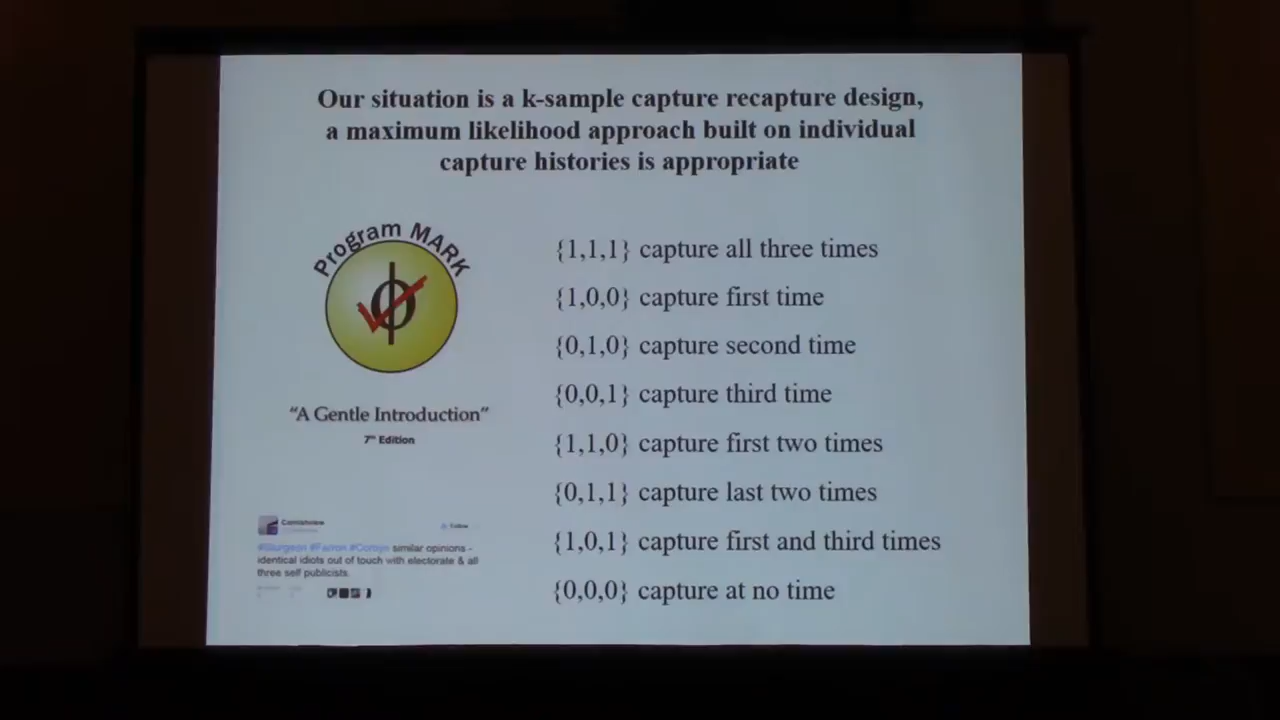 Our situation is a k-sample capture recapture design,
a maximum likelihood approach built on individual
capture histories is appropriate
Program MARK
φ
"A Gentle Introduction"
7th Edition
{1,1,1} capture all three times
{1,0,0} capture first time
{0,1,0} capture second time
{0,0,1} capture third time
{1,1,0} capture first two times
{0,1,1} capture last two times
{1,0,1} capture first and third times
{0,0,0} capture at no time
Follow
#Sturgeon #Farron #Corbyn similar opinions -
identical idiots out of touch with electorate & all
three self publicists